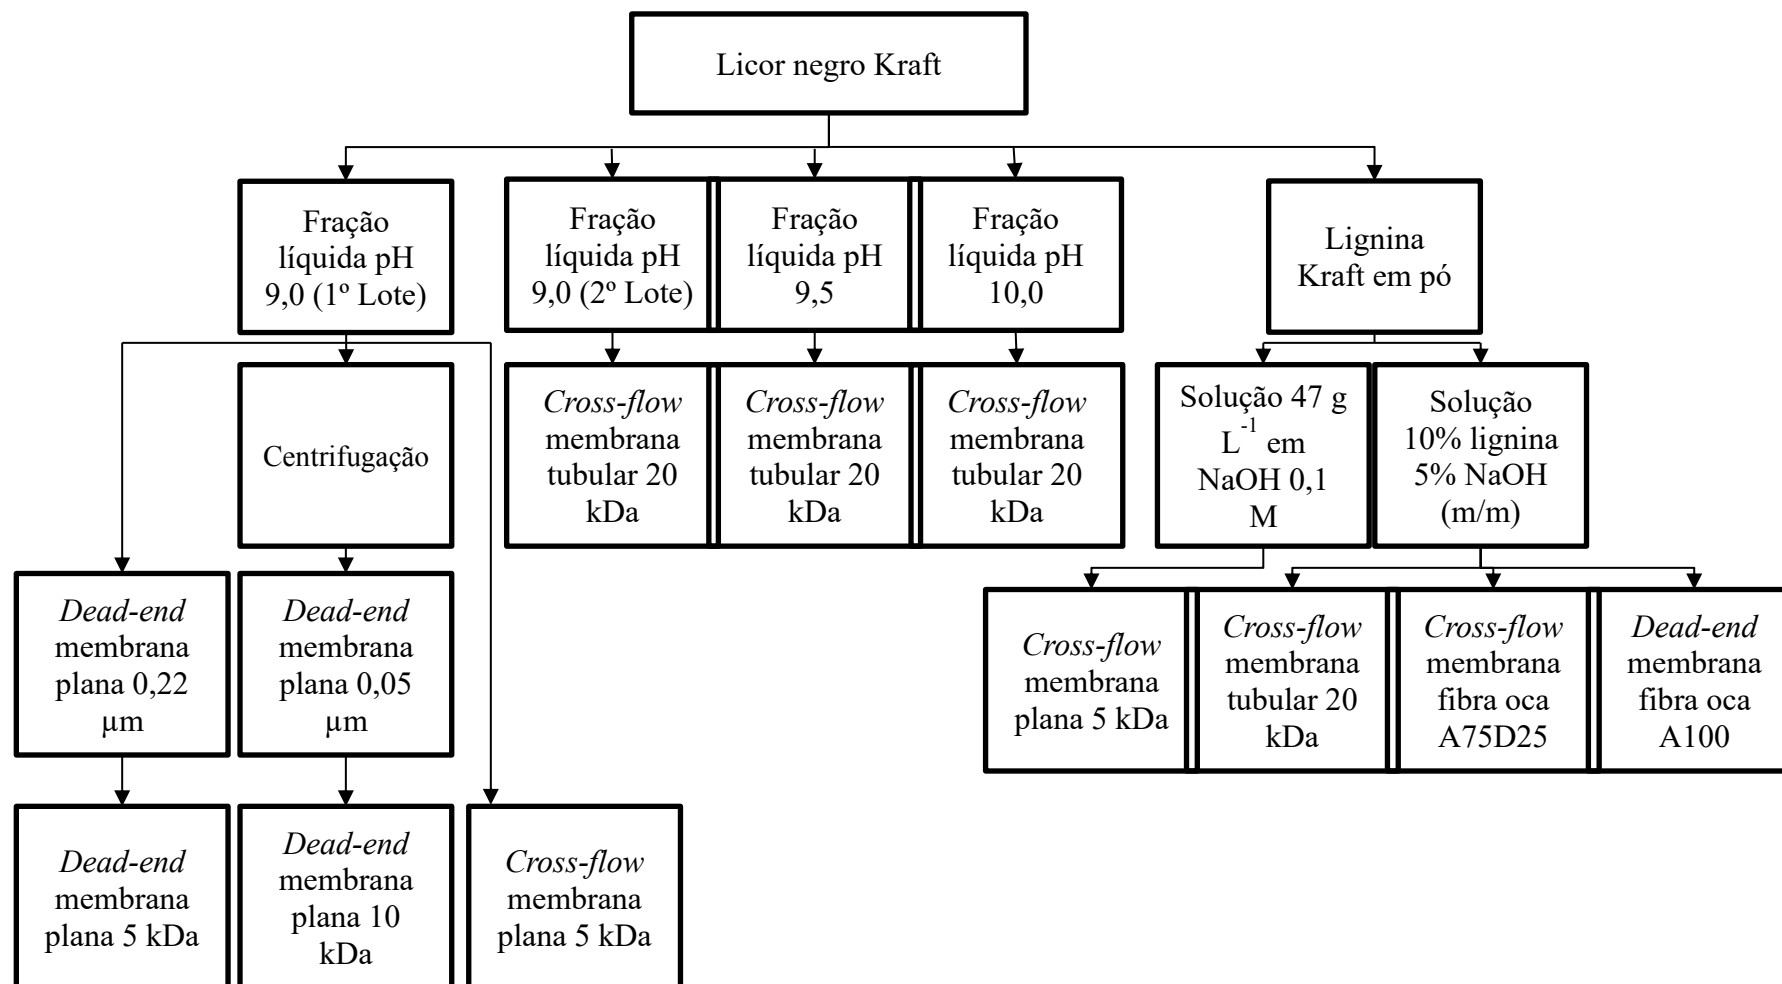 Licor negro Kraft
Fração
líquida pH
9,0 (1º Lote)
Fração
líquida pH
9,0 (2º Lote)
Fração
líquida pH
9,5
Fração
líquida pH
10,0
Lignina
Kraft em pó
Centrifugação
Cross-flow
membrana
tubular 20
kDa
Cross-flow
membrana
tubular 20
kDa
Cross-flow
membrana
tubular 20
kDa
Solução 47 g
L⁻¹ em
NaOH 0,1
M
Solução
10% lignina
5% NaOH
(m/m)
Dead-end
membrana
plana 0,22
µm
Dead-end
membrana
plana 0,05
µm
Cross-flow
membrana
plana 5 kDa
Cross-flow
membrana
tubular 20
kDa
Cross-flow
membrana
fibra oca
A75D25
Dead-end
membrana
fibra oca
A100
Dead-end
membrana
plana 5 kDa
Dead-end
membrana
plana 10
kDa
Cross-flow
membrana
plana 5 kDa